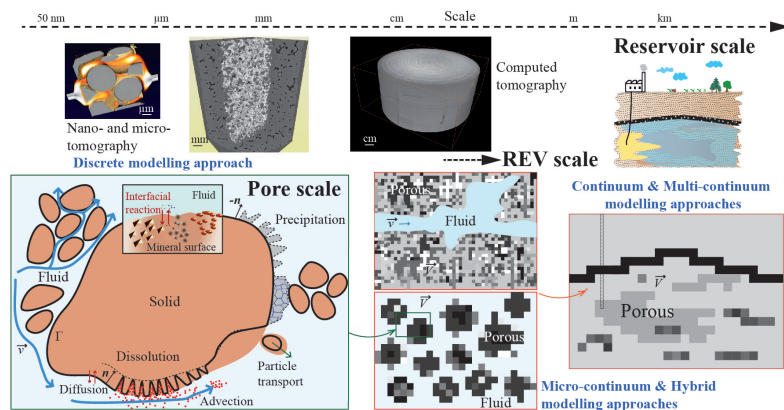 50 nm
µm
mm
cm
Scale
m
km
Reservoir scale
µm
mm
cm
Computed
tomography
Nano- and micro-
tomography
Discrete modelling approach
REV scale
Pore scale
Continuum & Multi-continuum
modelling approaches
Interfacial
reaction
Fluid
Mineral surface
-n
Precipitation
Fluid
Solid
Γ
v
Dissolution
n
Diffusion
Advection
Particle
transport
Porous
Fluid
v
V
V
Porous
Fluid
V
Porous
Micro-continuum & Hybrid
modelling approaches